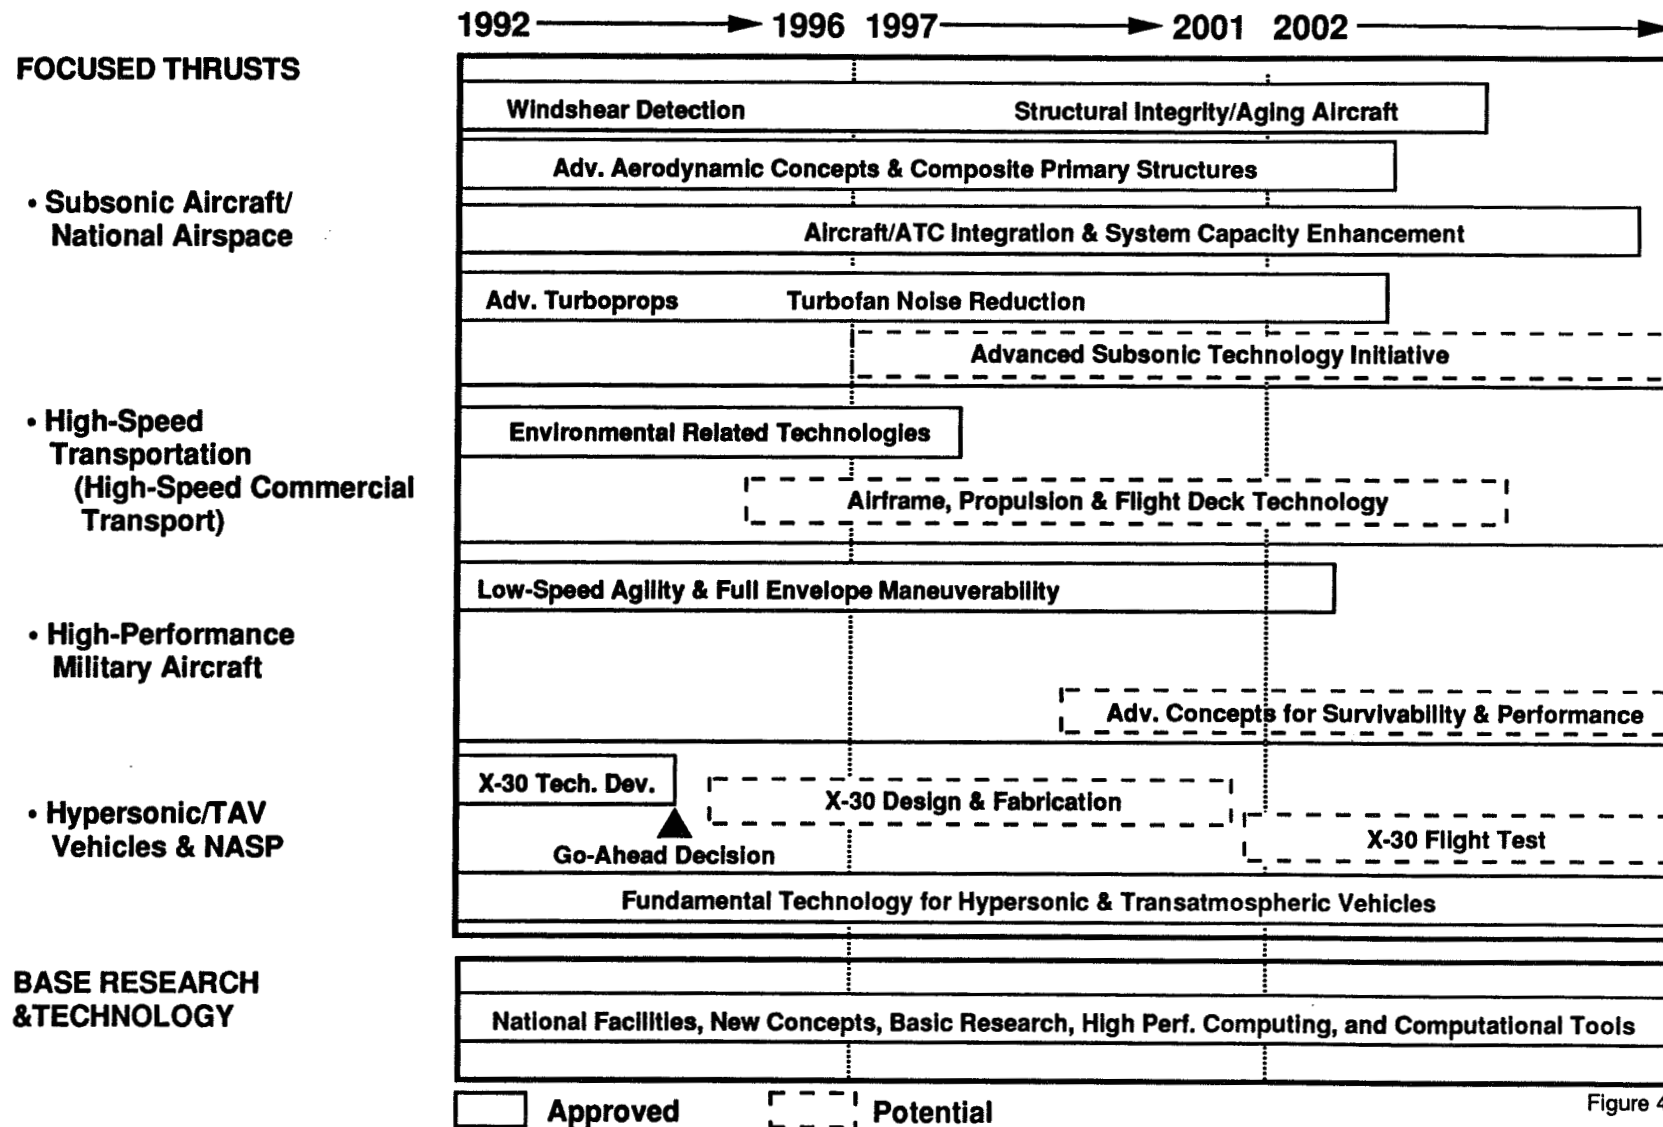 1992 1996 1997 2001 2002
FOCUSED THRUSTS
Windshear Detection Structural Integrity/Aging Aircraft
Adv. Aerodynamic Concepts & Composite Primary Structures
• Subsonic Aircraft/
National Airspace
Aircraft/ATC Integration & System Capacity Enhancement
Adv. Turboprops Turbofan Noise Reduction
Advanced Subsonic Technology Initiative
• High-Speed
Transportation
(High-Speed Commercial
Transport)
Environmental Related Technologies
Airframe, Propulsion & Flight Deck Technology
Low-Speed Agility & Full Envelope Maneuverability
• High-Performance
Military Aircraft
Adv. Concepts for Survivability & Performance
X-30 Tech. Dev.
X-30 Design & Fabrication
• Hypersonic/TAV
Vehicles & NASP
X-30 Flight Test
Go-Ahead Decision
Fundamental Technology for Hypersonic & Transatmospheric Vehicles
BASE RESEARCH
&TECHNOLOGY
National Facilities, New Concepts, Basic Research, High Perf. Computing, and Computational Tools
Approved Potential
Figure 4